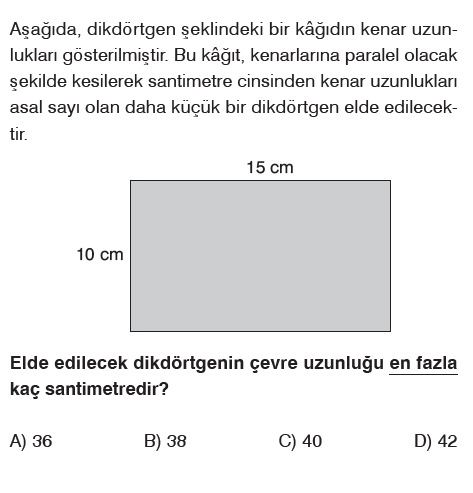 Aşağıda, dikdörtgen şeklindeki bir kâğıdın kenar uzun-
lukları gösterilmiştir. Bu kâğıt, kenarlarına paralel olacak
şekilde kesilerek santimetre cinsinden kenar uzunlukları
asal sayı olan daha küçük bir dikdörtgen elde edilecek-
tir.
15 cm
10 cm
Elde edilecek dikdörtgenin çevre uzunluğu en fazla
kaç santimetredir?
A) 36 B) 38 C) 40 D) 42